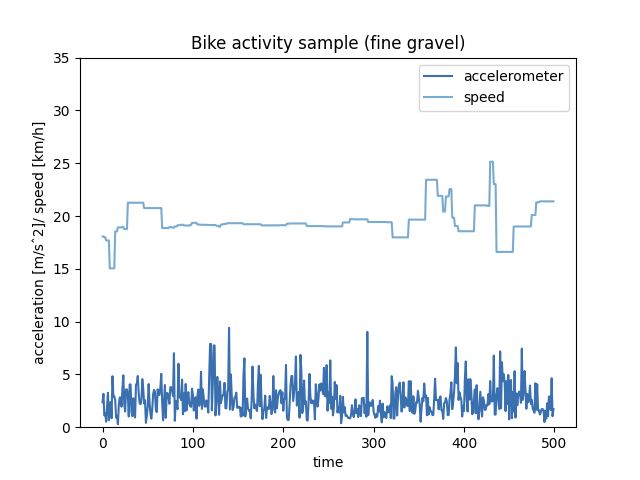 Bike activity sample (fine gravel)
accelerometer
speed
acceleration [m/s^2]/ speed [km/h]
35
30
25
20
15
10
5
0
0 100 200 300 400 500
time